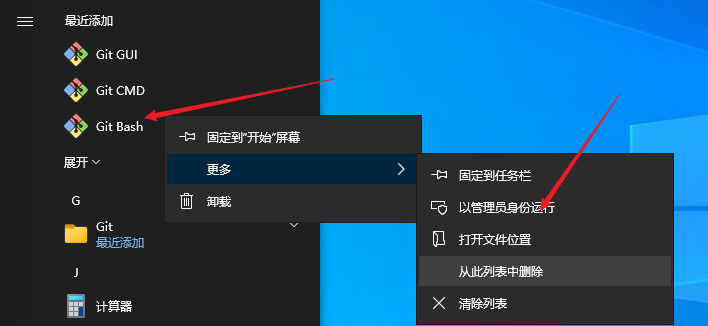 最近添加
Git GUI
Git CMD
Git Bash
展开
G
Git
最近添加
J
计算器
固定到"开始"屏幕
更多
卸载
固定到任务栏
以管理员身份运行
打开文件位置
从此列表中删除
清除列表